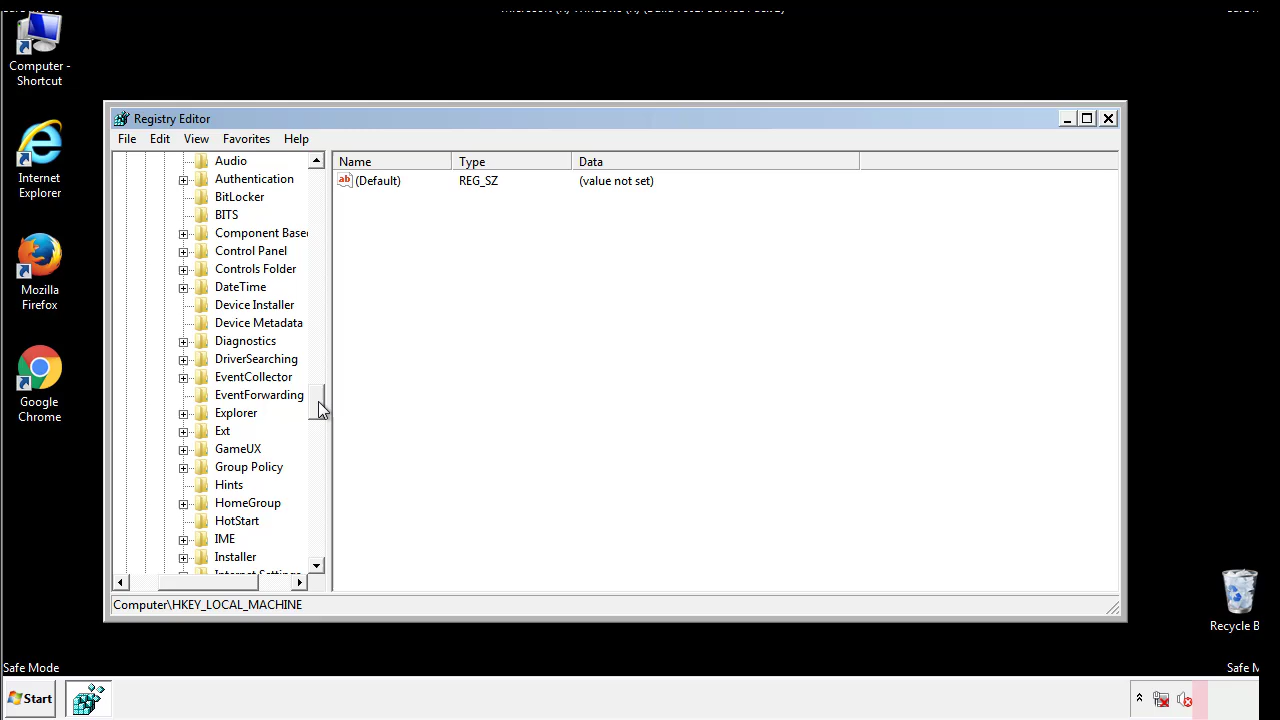 Computer -
Shortcut
Internet
Explorer
Mozilla
Firefox
Google
Chrome
Registry Editor
File Edit View Favorites Help
Audio
Authentication
BitLocker
BITS
Component Base
Control Panel
Controls Folder
DateTime
Device Installer
Device Metadata
Diagnostics
DriverSearching
EventCollector
EventForwarding
Explorer
Ext
GameUX
Group Policy
Hints
HomeGroup
HotStart
IME
Installer
Internet Settings
Name Type Data
ab (Default) REG_SZ (value not set)
Computer\HKEY_LOCAL_MACHINE
Recycle B
Safe Mode
Safe M
Start